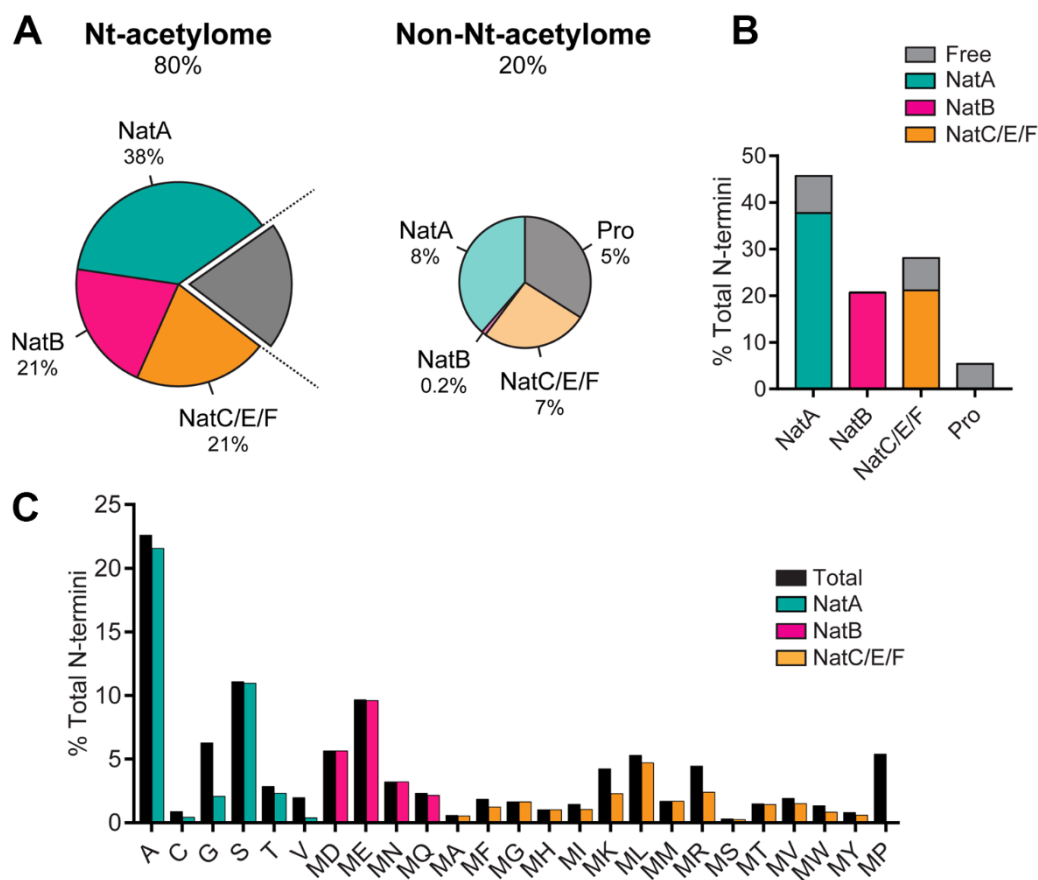 A
Nt-acetylome
80%
Non-Nt-acetylome
20%
NatA
38%
NatB
21%
NatC/E/F
21%
NatA
8%
Pro
5%
NatB
0.2%
NatC/E/F
7%
B
Free
NatA
NatB
NatC/E/F
% Total N-termini
50
40
30
20
10
0
NatA
NatB
NatC/E/F
Pro
C
% Total N-termini
25
20
15
10
5
0
Total
NatA
NatB
NatC/E/F
A
C
G
S
T
V
MD
ME
MN
MQ
MA
MF
MG
MH
MI
MK
ML
MM
MR
MS
MT
MV
MW
MY
MP